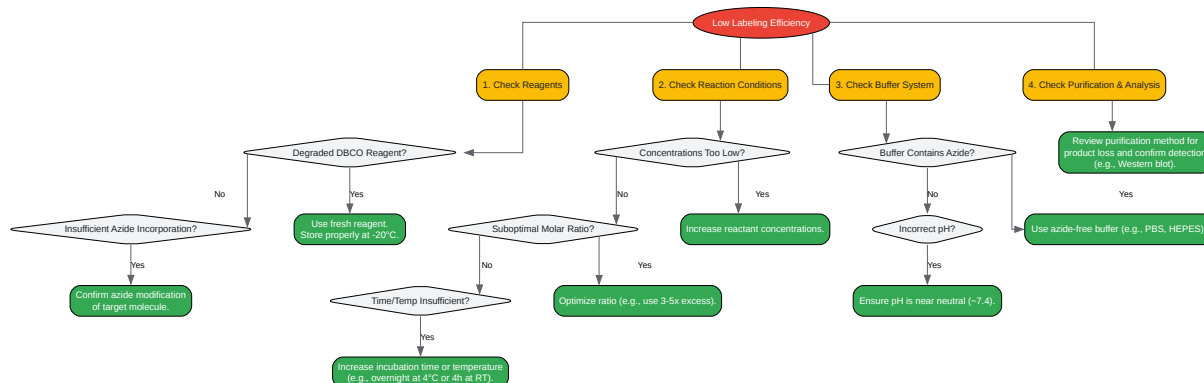 Low Labeling Efficiency
1. Check Reagents
2. Check Reaction Conditions
3. Check Buffer System
4. Check Purification & Analysis
Degraded DBCO Reagent?
Concentrations Too Low?
Buffer Contains Azide?
Review purification method for
product loss and confirm detection
(e.g., Western blot).
No
Yes
No
Yes
No
Yes
Insufficient Azide Incorporation?
Use fresh reagent.
Store properly at -20°C.
Suboptimal Molar Ratio?
Increase reactant concentrations.
Incorrect pH?
Use azide-free buffer (e.g., PBS, HEPES)
Yes
No
Yes
Yes
Confirm azide modification
of target molecule.
Time/Temp Insufficient?
Optimize ratio (e.g., use 3-5x excess).
Ensure pH is near neutral (~7.4).
Yes
Increase incubation time or temperature
(e.g., overnight at 4°C or 4h at RT).